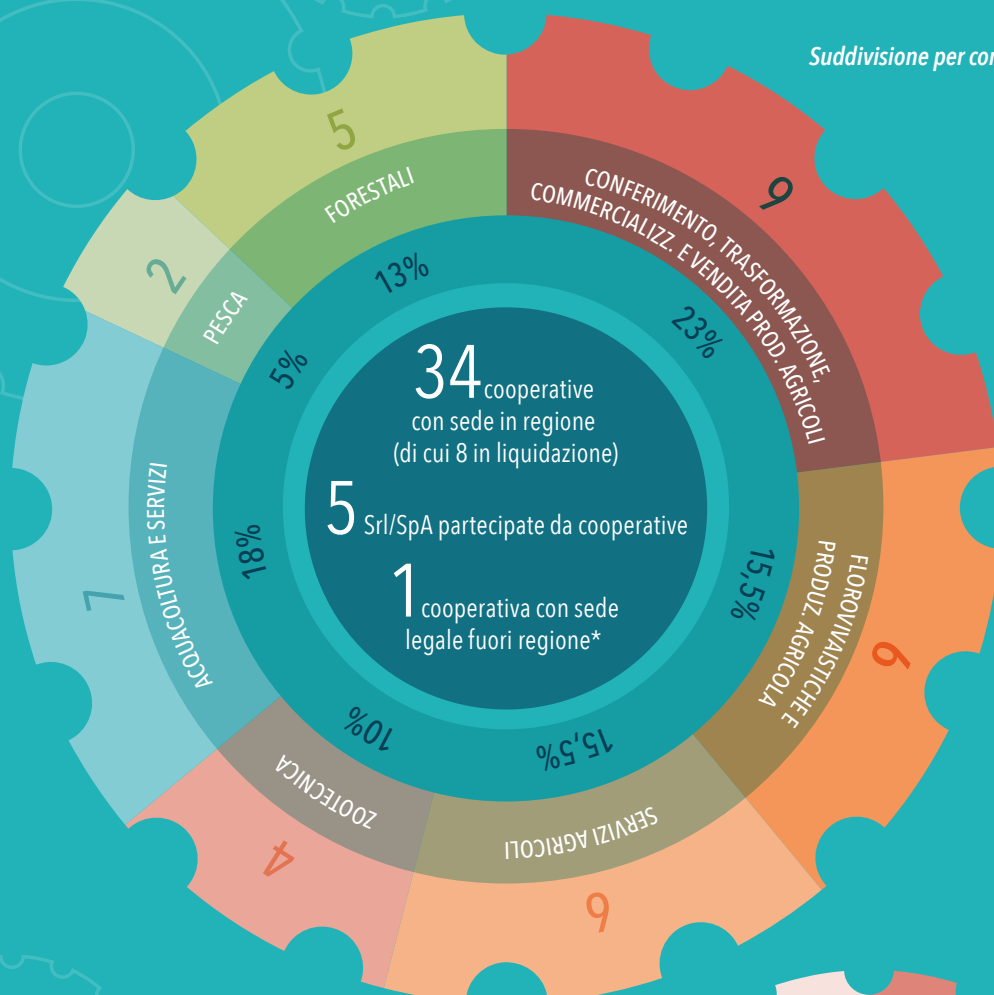 Suddivisione per
9
CONFERIMENTO, TRASFORMAZIONE,
COMMERCIALIZZ. E VENDITA PROD. AGRICOLI
23%
6
FLOROVIVAISTICHE E
PRODUZ. AGRICOLA
15,5%
6
SERVIZI AGRICOLI
15,5%
4
ZOOTECNICA
10%
7
ACQUACOLTURA E SERVIZI
18%
2
PESCA
5%
5
FORESTALI
13%
34 cooperative
con sede in regione
(di cui 8 in liquidazione)
5 Srl/SpA partecipate da cooperative
1 cooperativa con sede
legale fuori regione*